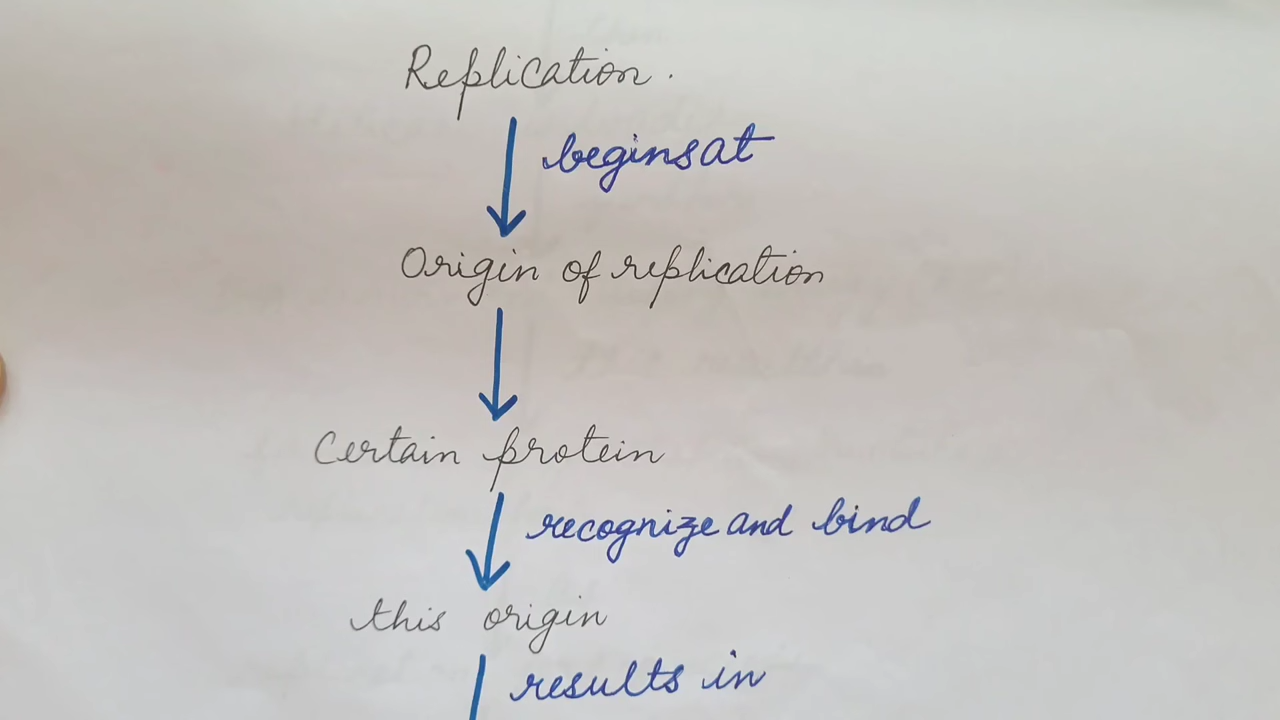 Replication.
begins at
Origin of replication
Certain protein
recognize and bind
this origin
results in